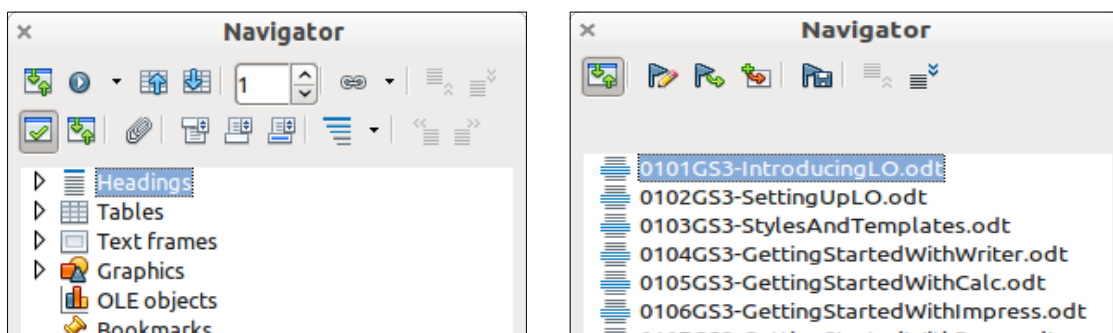 Navigator
1
Headings
Tables
Text frames
Graphics
OLE objects
Bookmarks
Navigator
0101GS3-IntroducingLO.odt
0102GS3-SettingUpLO.odt
0103GS3-StylesAndTemplates.odt
0104GS3-GettingStartedWithWriter.odt
0105GS3-GettingStartedWithCalc.odt
0106GS3-GettingStartedWithImpress.odt